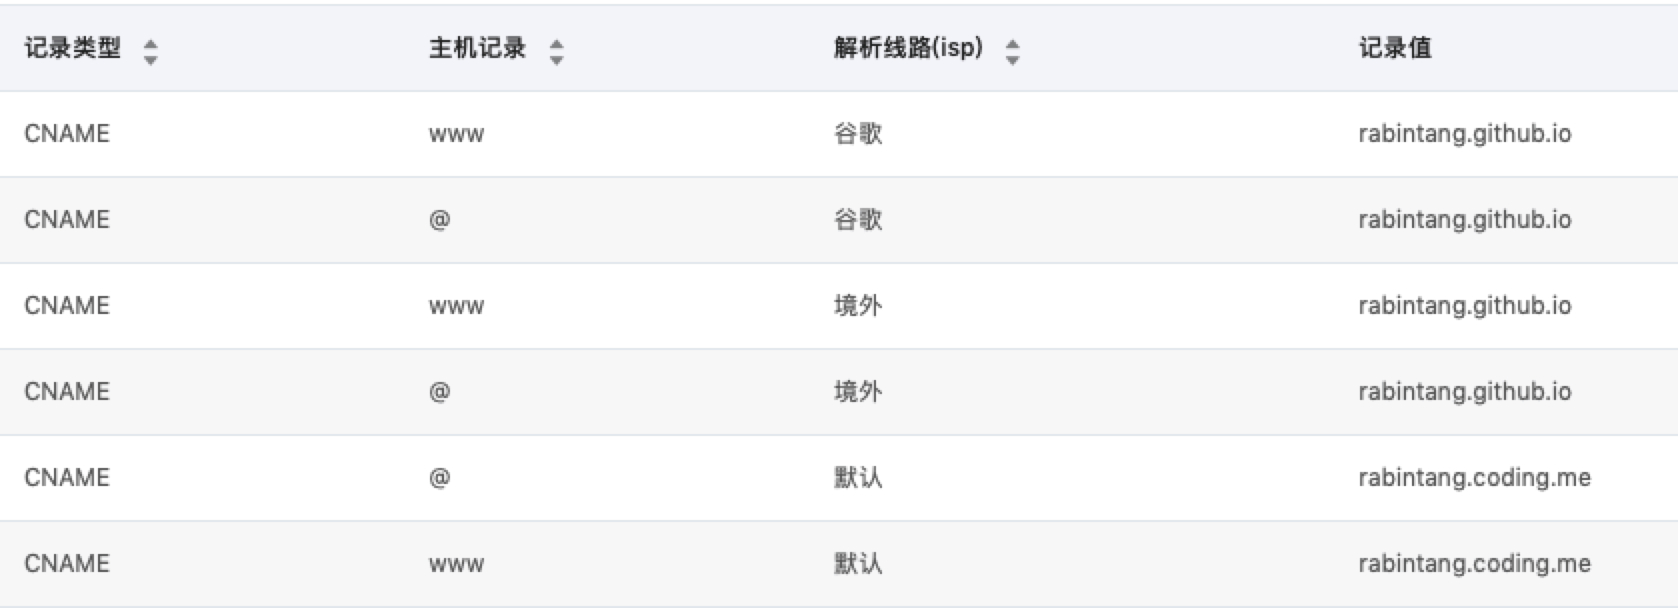 记录类型 主机记录 解析线路(isp) 记录值
CNAME www 谷歌 rabintang.github.io
CNAME @ 谷歌 rabintang.github.io
CNAME www 境外 rabintang.github.io
CNAME @ 境外 rabintang.github.io
CNAME @ 默认 rabintang.coding.me
CNAME www 默认 rabintang.coding.me